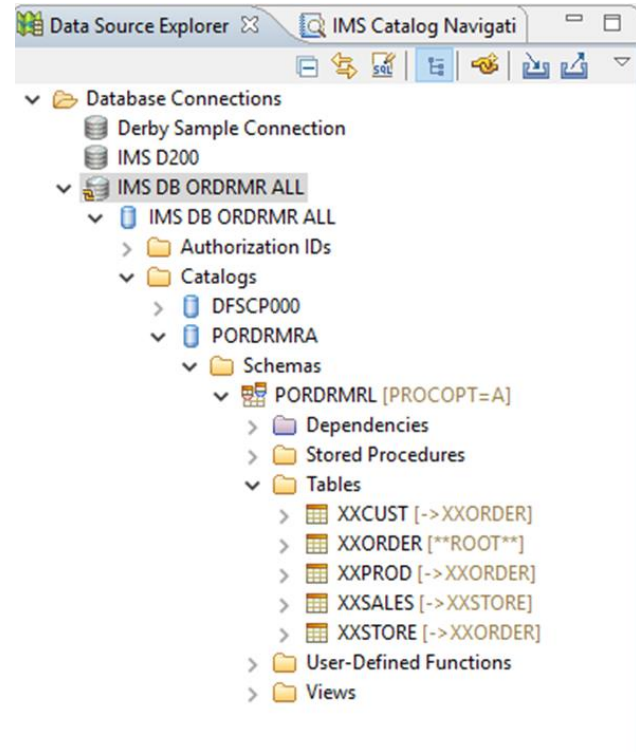 Data Source Explorer IMS Catalog Navigati
SQL
Database Connections
Derby Sample Connection
IMS D200
IMS DB ORDRMR ALL
IMS DB ORDRMR ALL
Authorization IDs
Catalogs
DFSCP000
PORDRMRA
Schemas
PORDRMRL [PROCOPT=A]
Dependencies
Stored Procedures
Tables
XXCUST [->XXORDER]
XXORDER [**ROOT**]
XXPROD [->XXORDER]
XXSALES [->XXSTORE]
XXSTORE [->XXORDER]
User-Defined Functions
Views